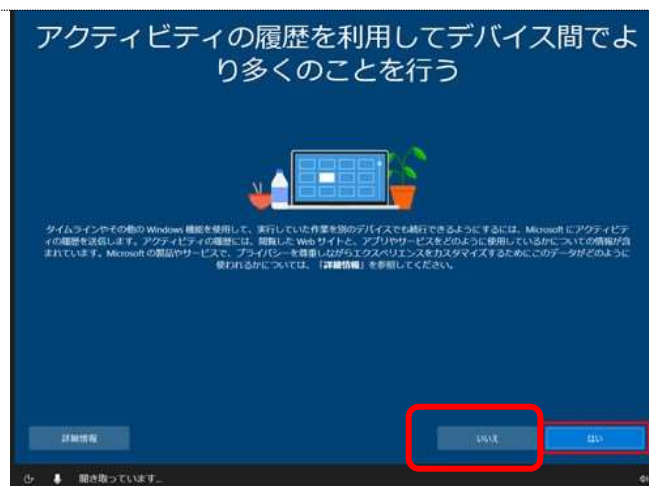 アクティビティの履歴を利用してデバイス間でよ
り多くのことを行う
タイムラインやその他の Windows 機能を使用して、実行していた作業を別のデバイスでも続行できるようにするには、Microsoft にアクティビテ
ィの履歴を送信します。アクティビティの履歴には、閲覧した Web サイトと、アプリやサービスをどのように使用しているかについての情報が含
まれています。Microsoft の製品やサービスで、プライバシーを尊重しながらエクスペリエンスをカスタマイズするためにこのデータがどのように
使われるかについては、「詳細情報」を参照してください。
詳細情報
いいえ
はい
聞き取っています...